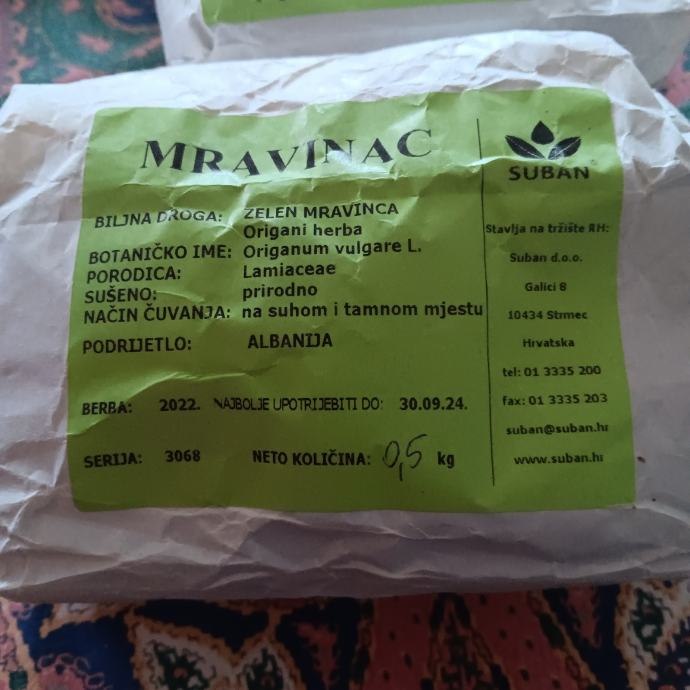 MRAVINAC
BILJNA DROGA: ZELEN MRAVINCA
Origani herba
BOTANIČKO IME: Origanum vulgare L.
PORODICA: Lamiaceae
SUŠENO: prirodno
NAČIN ČUVANJA: na suhom i tamnom mjestu
PODRIJETLO: ALBANIJA
BERBA: 2022. NAJBOLJE UPOTRIJEBITI DO: 30.09.24.
SERIJA: 3068 NETO KOLIČINA: 0,5 kg
SUBAN
Stavlja na tržište RH:
Suban d.o.o.
Galići 8
10434 Strmec
Hrvatska
tel: 01 3335 200
fax: 01 3335 203
suban@suban.hr
www.suban.hr